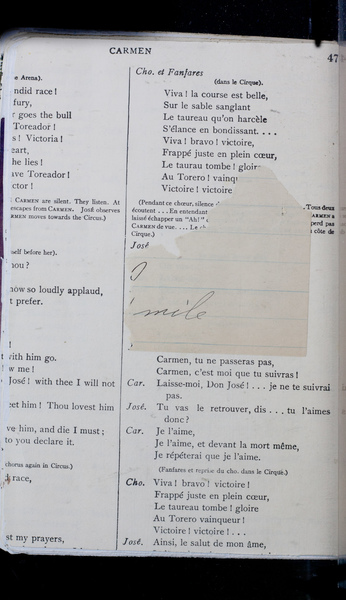 CARMEN
47
e Arena).
ndid race!
fury,
r goes the bull
Toreador!
s! Victoria!
eart,
he lies!
ave Toreador!
ctor!
CARMEN are silent. They listen. At
escapes from CARMEN. José observes
RMEN moves towards the Circus.)
self before her).
hou?
now so loudly applaud,
t prefer.
!
with him go.
w me!
José! with thee I will not
eet him! Thou lovest him
ve him, and die I must;
to you declare it.
chorus again in Circus.)
d race,
st my prayers,
Cho. et Fanfares
(dans le Cirque).
Viva! la course est belle,
Sur le sable sanglant
Le taureau qu'on harcèle
S'élance en bondissant. . . .
Viva! bravo! victoire,
Frappé juste en plein cœur,
Le taurau tombe! gloire
Au Torero! vainqu
Victoire! victoire
(Pendant ce chœur, silence d
. Tous deux
écoutent . . . En entendant
CARMEN a
laissé échapper un "Ah!"
perd pas
CARMEN de vue. . . . Le
côte de
Cirque.)
José
mile
Carmen, tu ne passeras pas,
Carmen, c'est moi que tu suivras!
Car. Laisse-moi, Don José! . . . je ne te suivrai
pas.
José. Tu vas le retrouver, dis . . . tu l'aimes
donc?
Car. Je l'aime,
Je l'aime, et devant la mort même,
Je répéterai que je l'aime.
(Fanfares et reprise du cho. dans le Cirque.)
Cho. Viva! bravo! victoire!
Frappé juste en plein cœur,
Le taureau tombe! gloire
Au Torero vainqueur!
Victoire! victoire! . . .
José. Ainsi, le salut de mon âme,